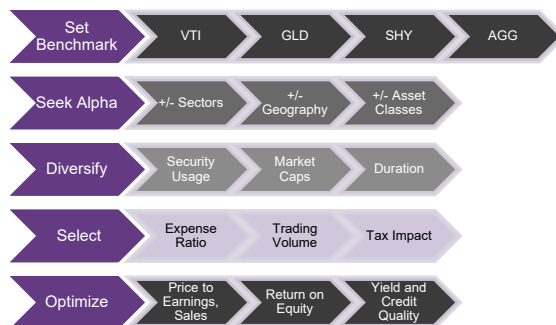 Set
Benchmark
VTI
GLD
SHY
AGG
Seek Alpha
+/- Sectors
+/-
Geography
+/- Asset
Classes
Diversify
Security
Usage
Market
Caps
Duration
Select
Expense
Ratio
Trading
Volume
Tax Impact
Optimize
Price to
Earnings,
Sales
Return on
Equity
Yield and
Credit
Quality